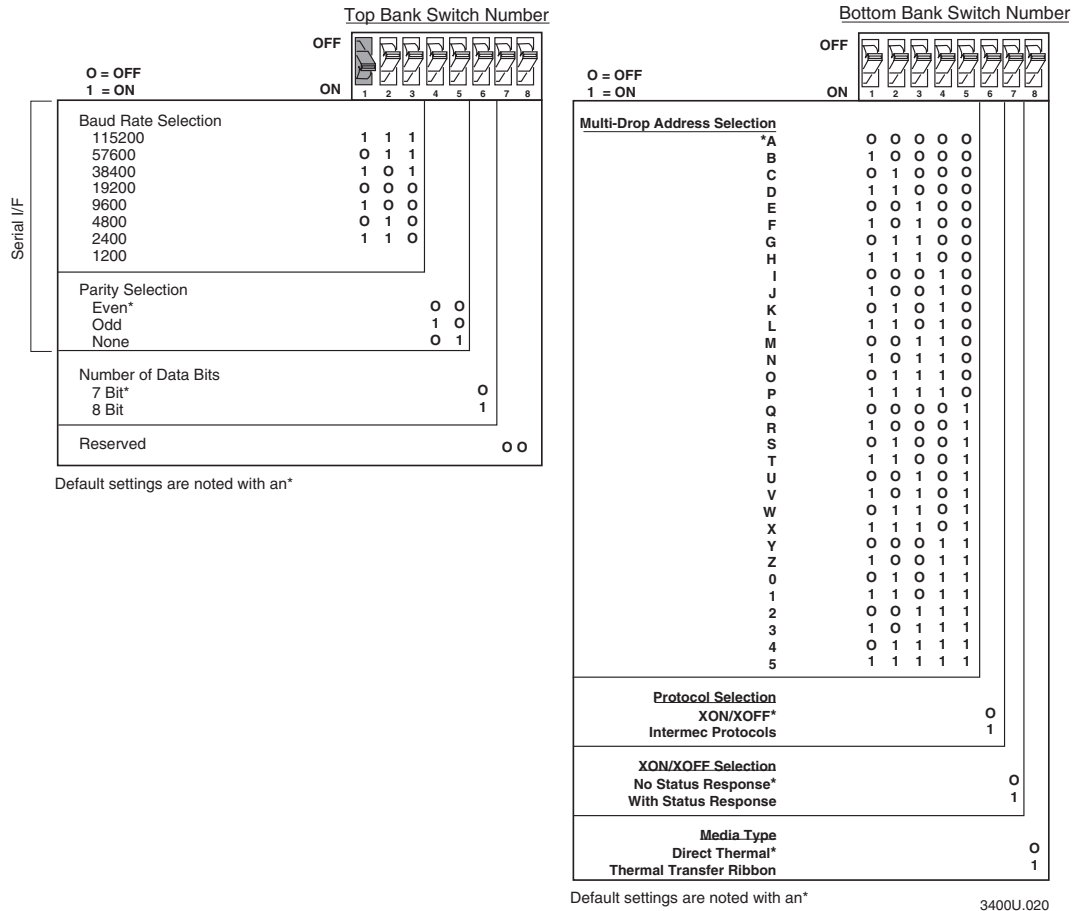 Top Bank Switch Number
OFF
O = OFF
1 = ON
ON
1 2 3 4 5 6 7 8
Serial I/F
Baud Rate Selection
115200 1 1 1
57600 O 1 1
38400 1 O 1
19200 O O O
9600 1 O O
4800 O 1 O
2400 1 1 O
1200
Parity Selection
Even* O O
Odd 1 O
None O 1
Number of Data Bits
7 Bit* O
8 Bit 1
Reserved O O
Default settings are noted with an*
Bottom Bank Switch Number
OFF
O = OFF
1 = ON
ON
1 2 3 4 5 6 7 8
Multi-Drop Address Selection
*A O O O O O
B 1 O O O O
C O 1 O O O
D 1 1 O O O
E O O 1 O O
F 1 O 1 O O
G O 1 1 O O
H 1 1 1 O O
I O O O 1 O
J 1 O O 1 O
K O 1 O 1 O
L 1 1 O 1 O
M O O 1 1 O
N 1 O 1 1 O
O O 1 1 1 O
P 1 1 1 1 O
Q O O O O 1
R 1 O O O 1
S O 1 O O 1
T 1 1 O O 1
U O O 1 O 1
V 1 O 1 O 1
W O 1 1 O 1
X 1 1 1 O 1
Y O O O 1 1
Z 1 O O 1 1
0 O 1 O 1 1
1 1 1 O 1 1
2 O O 1 1 1
3 1 O 1 1 1
4 O 1 1 1 1
5 1 1 1 1 1
Protocol Selection
XON/XOFF* O
Intermec Protocols 1
XON/XOFF Selection
No Status Response* O
With Status Response 1
Media Type
Direct Thermal* O
Thermal Transfer Ribbon 1
Default settings are noted with an*
3400U.020